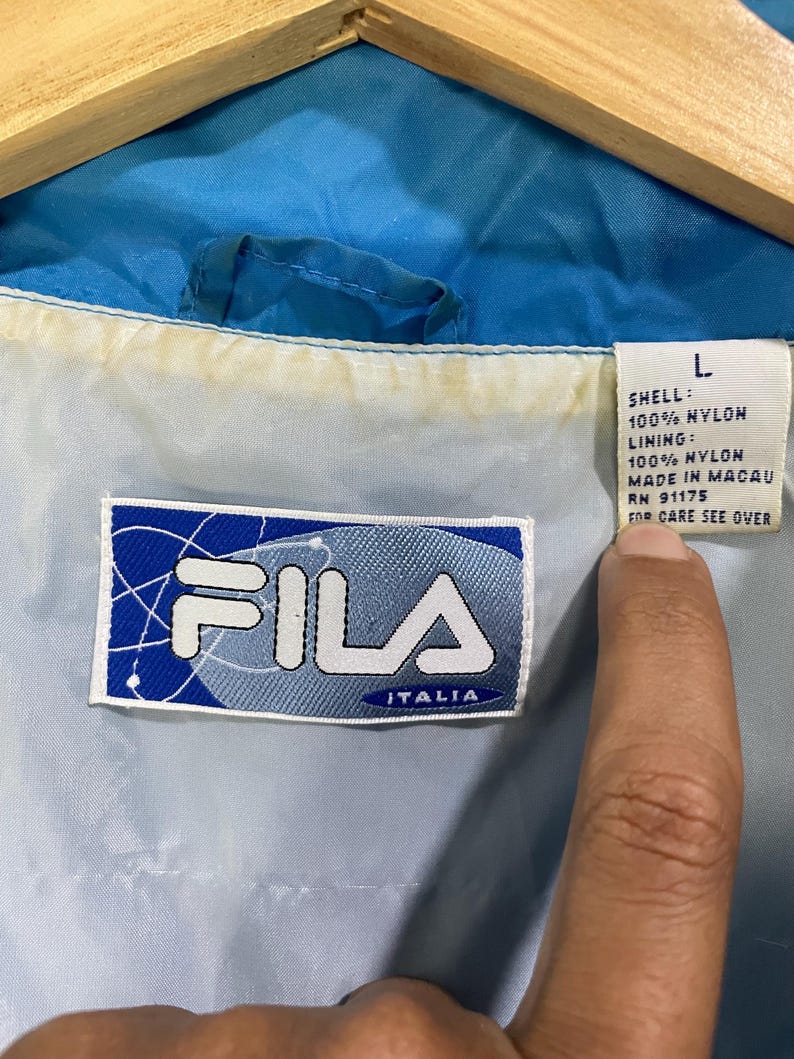 L
SHELL:
100% NYLON
LINING:
100% NYLON
MADE IN MACAU
RN 91175
FOR CARE SEE OVER
FILA
ITALIA